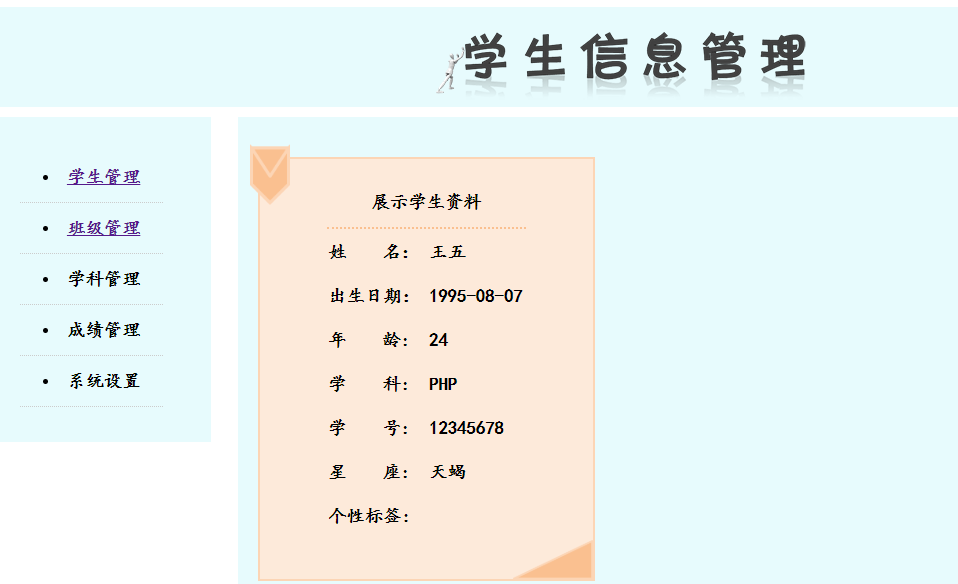 学生信息管理
学生管理
班级管理
学科管理
成绩管理
系统设置
展示学生资料
姓　　名： 王五
出生日期： 1995-08-07
年　　龄： 24
学　　科： PHP
学　　号： 12345678
星　　座： 天蝎
个性标签：